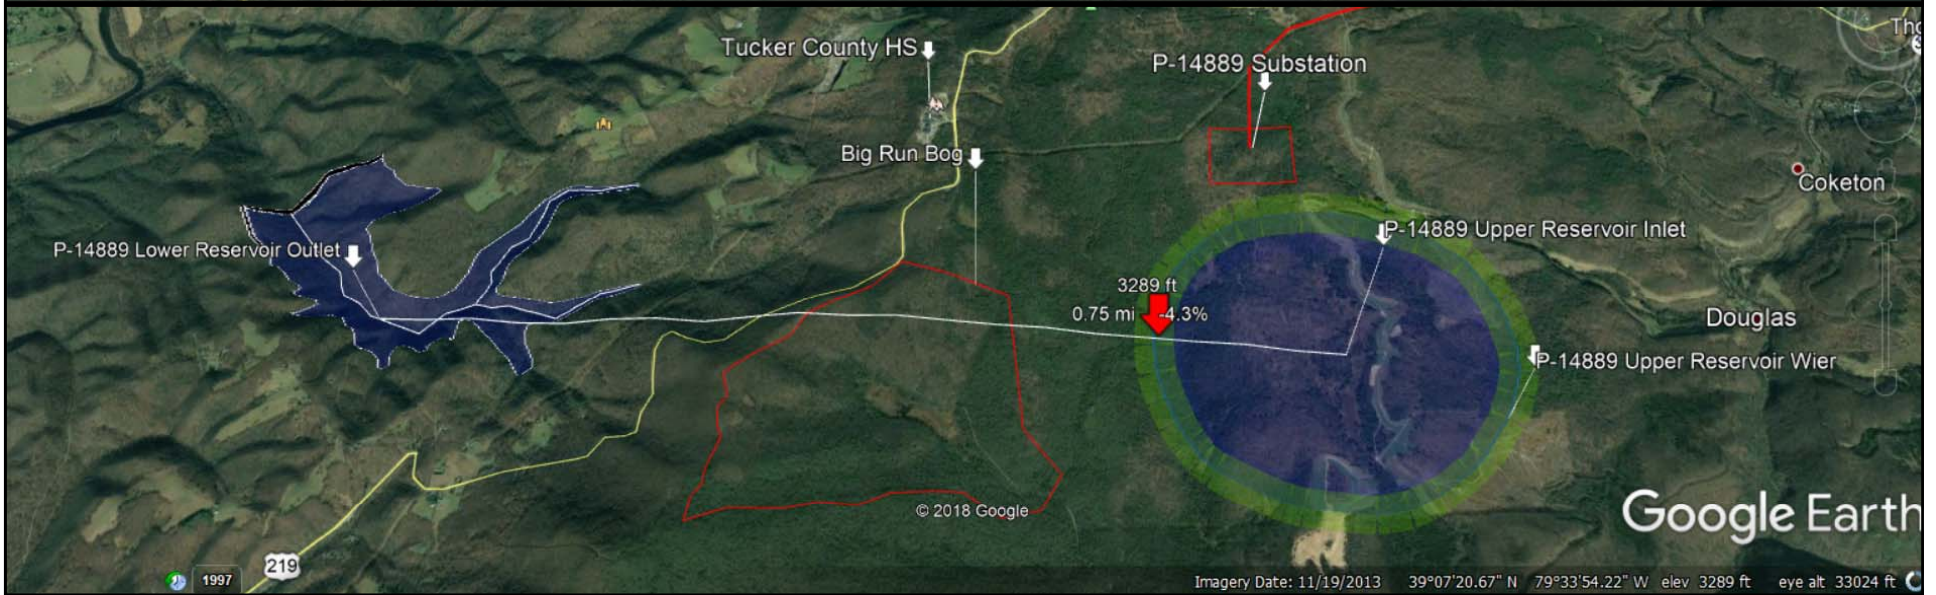 Tucker County HS
P-14889 Substation
Big Run Bog
Coketon
P-14889 Lower Reservoir Outlet
P-14889 Upper Reservoir Inlet
3289 ft
0.75 mi -4.3%
Douglas
P-14889 Upper Reservoir Wier
© 2018 Google
Google Earth
219
1997
Imagery Date: 11/19/2013 39°07'20.67" N 79°33'54.22" W elev 3289 ft eye alt 33024 ft